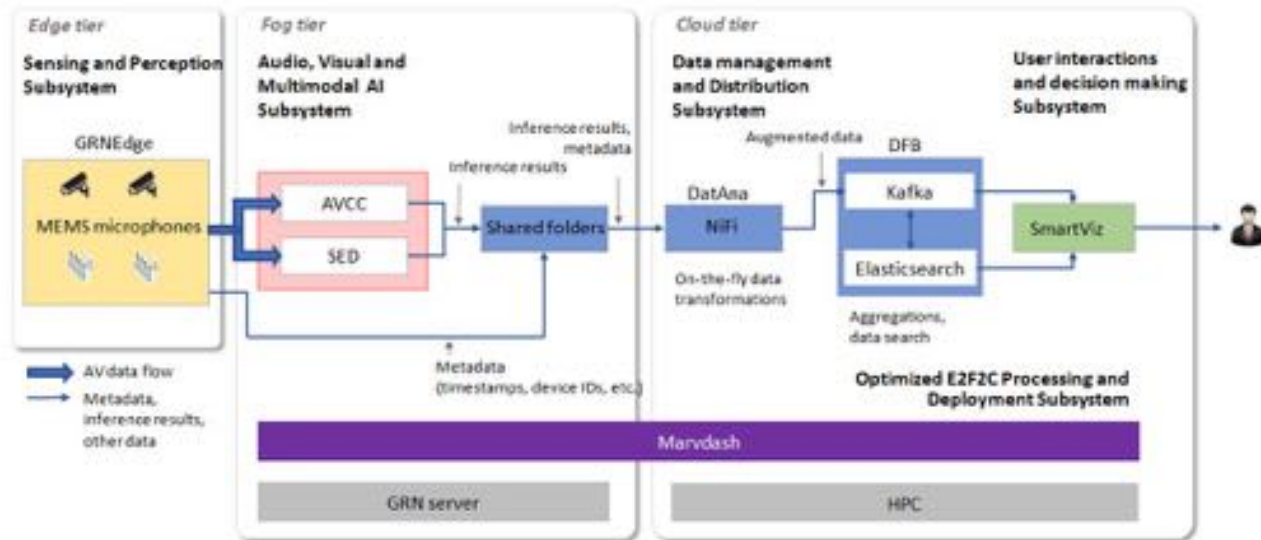 Edge tier
Sensing and Perception
Subsystem
GRNEdge
MEMS microphones
AV data flow
Metadata,
inference results,
other data
Fog tier
Audio, Visual and
Multimodal AI
Subsystem
AVCC
SED
Inference results
Inference results,
metadata
Shared folders
Metadata
(timestamps, device IDs, etc.)
Cloud tier
Data management
and Distribution
Subsystem
Augmented data
DatAna
NiFi
On-the-fly data
transformations
DFB
Kafka
Elasticsearch
Aggregations,
data search
User interactions
and decision making
Subsystem
SmartViz
Optimized E2F2C Processing and
Deployment Subsystem
Marvdash
GRN server
HPC